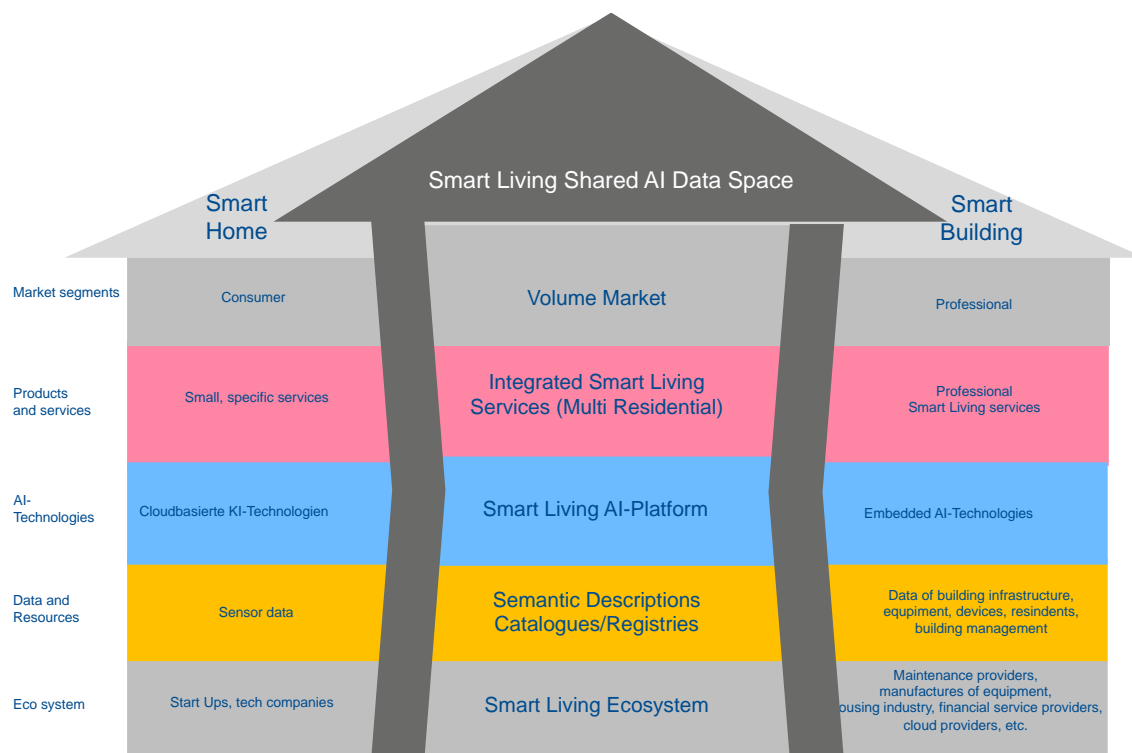 Smart Living Shared AI Data Space
Smart
Home
Smart
Building
Market segments
Consumer
Volume Market
Professional
Products
and services
Small, specific services
Integrated Smart Living
Services (Multi Residential)
Professional
Smart Living services
AI-
Technologies
Cloudbasierte KI-Technologien
Smart Living AI-Platform
Embedded AI-Technologies
Data and
Resources
Sensor data
Semantic Descriptions
Catalogues/Registries
Data of building infrastructure,
equpiment, devices, resindents,
building management
Eco system
Start Ups, tech companies
Smart Living Ecosystem
Maintenance providers,
manufactures of equipment,
ousing industry, financial service providers,
cloud providers, etc.